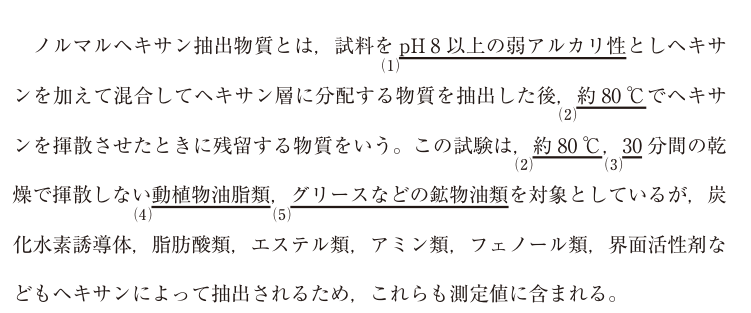 ノルマルヘキサン抽出物質とは，試料を pH 8 以上の弱アルカリ性としヘキサ
(1)
ンを加えて混合してヘキサン層に分配する物質を抽出した後，約 80 ℃でヘキサ
(2)
ンを揮散させたときに残留する物質をいう。この試験は，約 80 ℃，30 分間の乾
(2) (3)
燥で揮散しない動植物油脂類，グリースなどの鉱物油類を対象としているが，炭
(4) (5)
化水素誘導体，脂肪酸類，エステル類，アミン類，フェノール類，界面活性剤な
どもヘキサンによって抽出されるため，これらも測定値に含まれる。